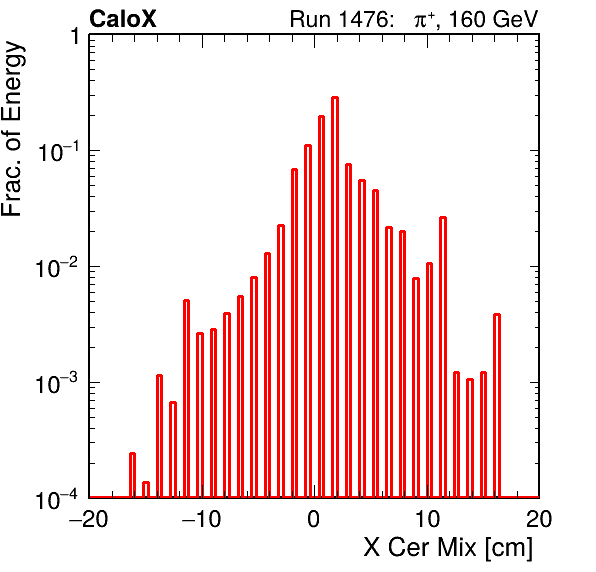 CaloX Run 1476: π⁺, 160 GeV
Frac. of Energy
1
10⁻¹
10⁻²
10⁻³
10⁻⁴
−20 −10 0 10 20
X Cer Mix [cm]